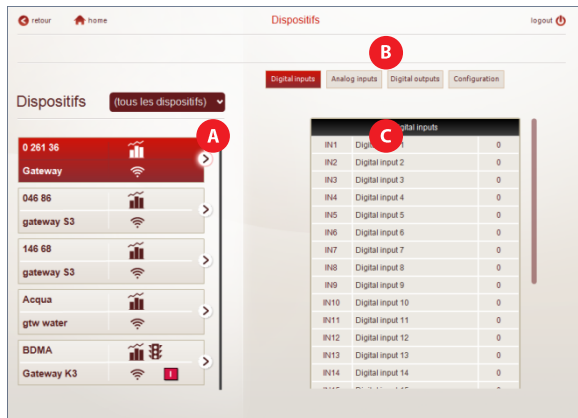 retour home Dispositifs logout
B
Digital inputs Analog inputs Digital outputs Configuration
Dispositifs (tous les dispositifs)
A
C
inputs
0 261 36
Gateway
046 86
gateway S3
146 68
gateway S3
Acqua
gtw water
BDMA
Gateway K3 I
IN1 1 0
IN2 Digital input 2 0
IN3 Digital input 3 0
IN4 Digital input 4 0
IN5 Digital input 5 0
IN6 Digital input 6 0
IN7 Digital input 7 0
IN8 Digital input 8 0
IN9 Digital input 9 0
IN10 Digital input 10 0
IN11 Digital input 11 0
IN12 Digital input 12 0
IN13 Digital input 13 0
IN14 Digital input 14 0